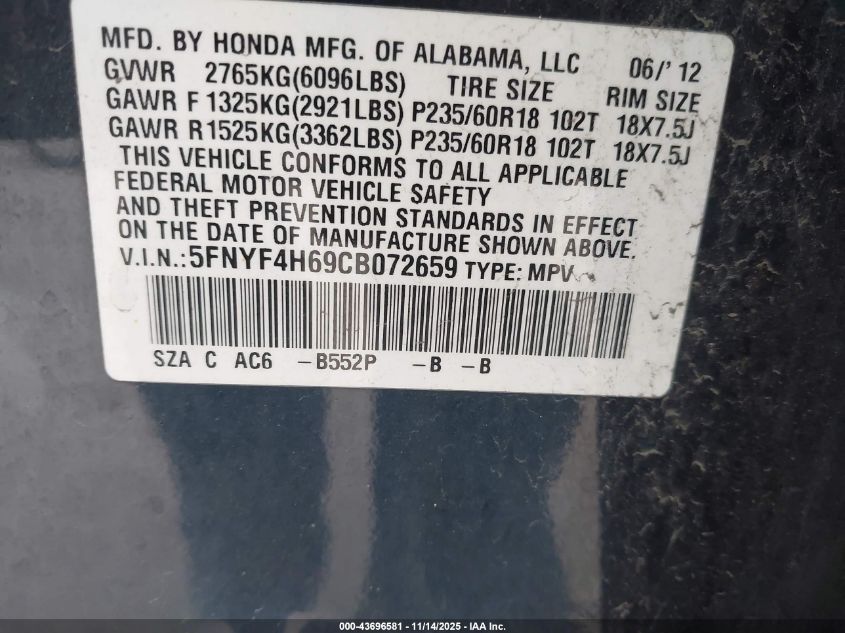 MFD. BY HONDA MFG. OF ALABAMA, LLC 06/' 12
GVWR 2765KG(6096LBS) TIRE SIZE RIM SIZE
GAWR F 1325KG(2921LBS) P235/60R18 102T 18X7.5J
GAWR R1525KG(3362LBS) P235/60R18 102T 18X7.5J
THIS VEHICLE CONFORMS TO ALL APPLICABLE
FEDERAL MOTOR VEHICLE SAFETY
AND THEFT PREVENTION STANDARDS IN EFFECT
ON THE DATE OF MANUFACTURE SHOWN ABOVE.
V.I.N.:5FNYF4H69CB072659 TYPE: MPV
SZA C AC6 -B552P -B -B
000-43696581 - 11/14/2025 - IAA Inc.